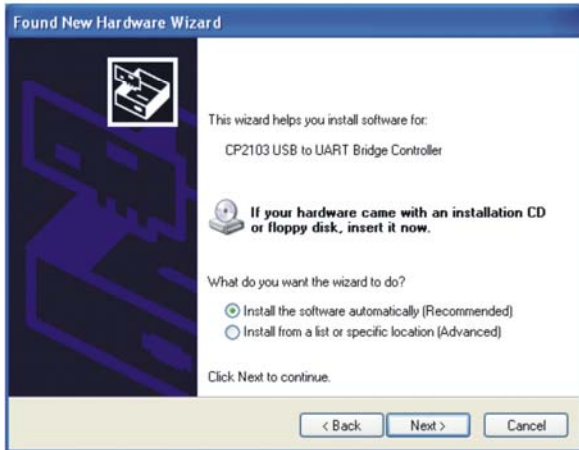 Found New Hardware Wizard
This wizard helps you install software for:
CP2103 USB to UART Bridge Controller
If your hardware came with an installation CD
or floppy disk, insert it now.
What do you want the wizard to do?
Install the software automatically (Recommended)
Install from a list or specific location (Advanced)
Click Next to continue.
< Back Next > Cancel